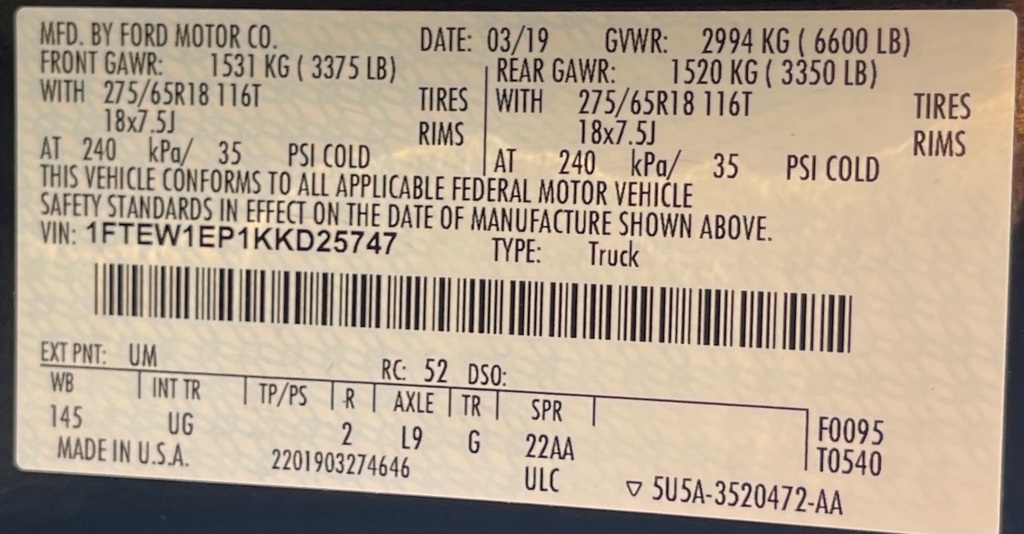 MFD. BY FORD MOTOR CO. DATE: 03/19 GVWR: 2994 KG ( 6600 LB)
FRONT GAWR: 1531 KG ( 3375 LB) REAR GAWR: 1520 KG ( 3350 LB)
WITH 275/65R18 116T TIRES WITH 275/65R18 116T TIRES
18x7.5J RIMS 18x7.5J RIMS
AT 240 kPa/ 35 PSI COLD AT 240 kPa/ 35 PSI COLD
THIS VEHICLE CONFORMS TO ALL APPLICABLE FEDERAL MOTOR VEHICLE
SAFETY STANDARDS IN EFFECT ON THE DATE OF MANUFACTURE SHOWN ABOVE.
VIN: 1FTEW1EP1KKD25747 TYPE: Truck
EXT PNT: UM RC: 52 DSO:
WB INT TR TP/PS R AXLE TR SPR F0095
145 UG 2 L9 G 22AA T0540
MADE IN U.S.A. 2201903274646 ULC ▽ 5U5A-3520472-AA